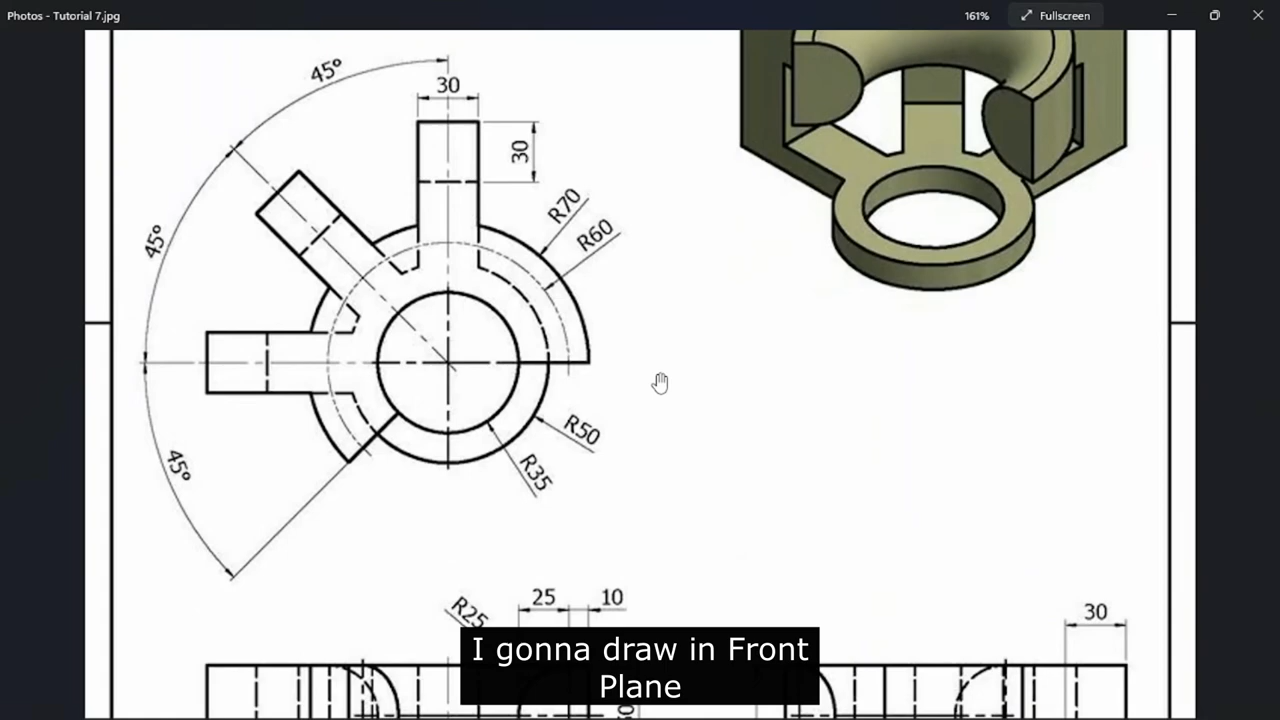 Photos - Tutorial 7.jpg
161%
Fullscreen
45°
30
30
R70
R60
45°
R50
R35
45°
R25
25
10
30
I gonna draw in Front
Plane